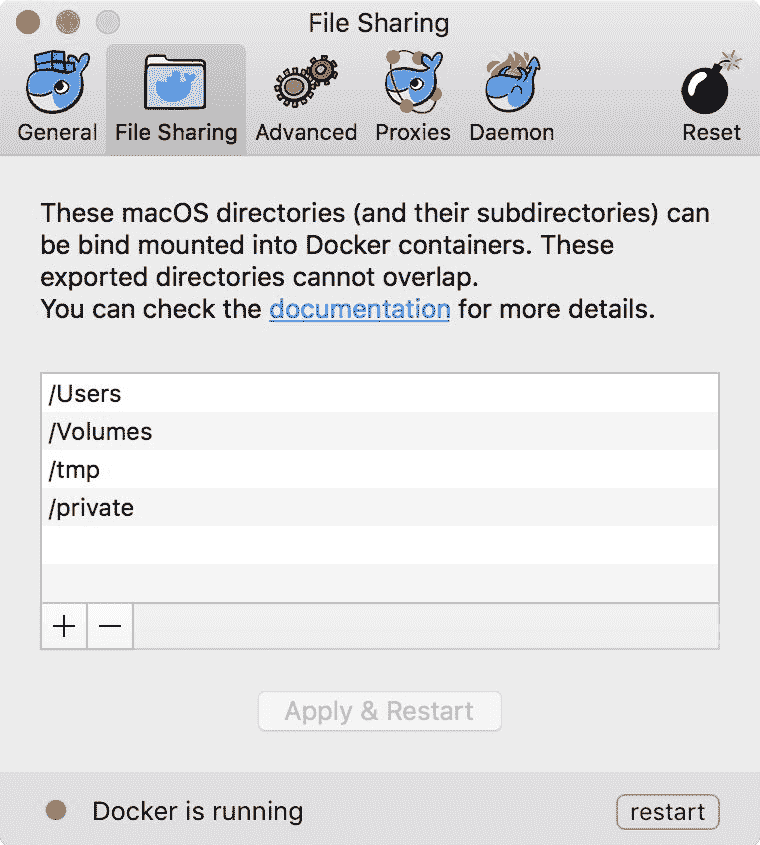 File Sharing
General File Sharing Advanced Proxies Daemon Reset
These macOS directories (and their subdirectories) can
be bind mounted into Docker containers. These
exported directories cannot overlap.
You can check the documentation for more details.
/Users
/Volumes
/tmp
/private
Apply & Restart
Docker is running restart